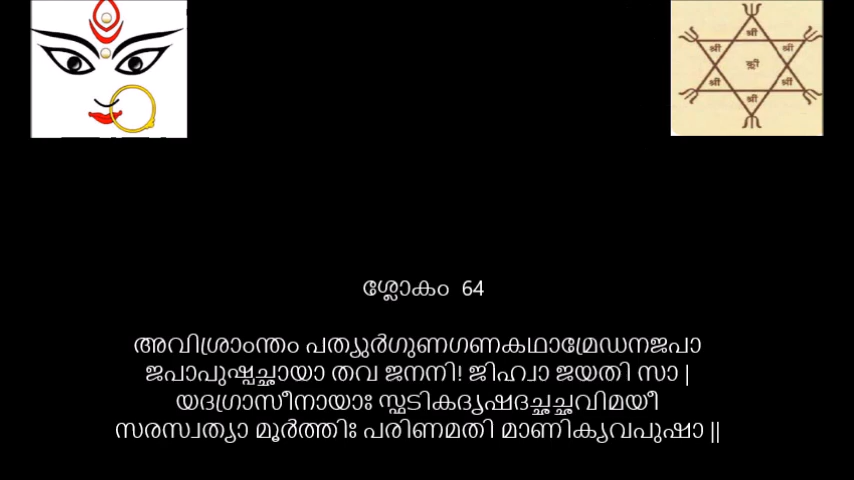 श्री
श्री श्री
क्लीं
श्री श्री
श्री
ശ്ലോകം 64
അവിശ്രാംന്തം പത്യുർഗുണഗണകഥാമ്രേഡനജപാ
ജപാപുഷ്പച്ഛായാ തവ ജനനി! ജിഹ്വാ ജയതി സാ |
യദഗ്രാസീനായാഃ സ്ഫടികദൃഷദച്ഛച്ഛവിമയീ
സരസ്വത്യാ മൂർത്തിഃ പരിണമതി മാണിക്യവപുഷാ ||